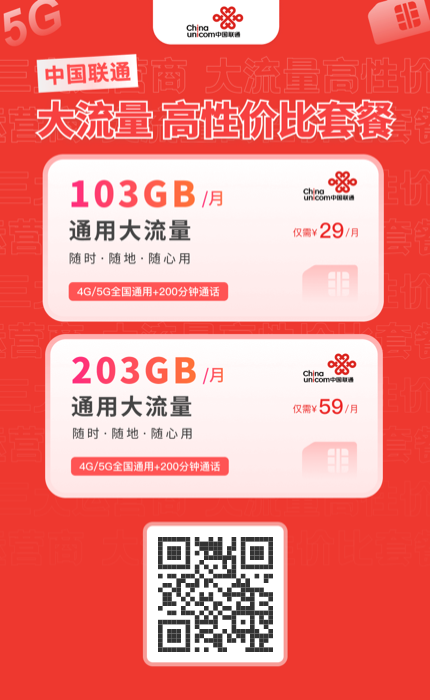 5G
China
unicom中国联通
中国联通
大流量 高性价比套餐
103GB/月
China
unicom中国联通
通用大流量
仅需¥29/月
随时·随地·随心用
4G/5G全国通用+200分钟通话
203GB/月
China
unicom中国联通
通用大流量
仅需¥59/月
随时·随地·随心用
4G/5G全国通用+200分钟通话